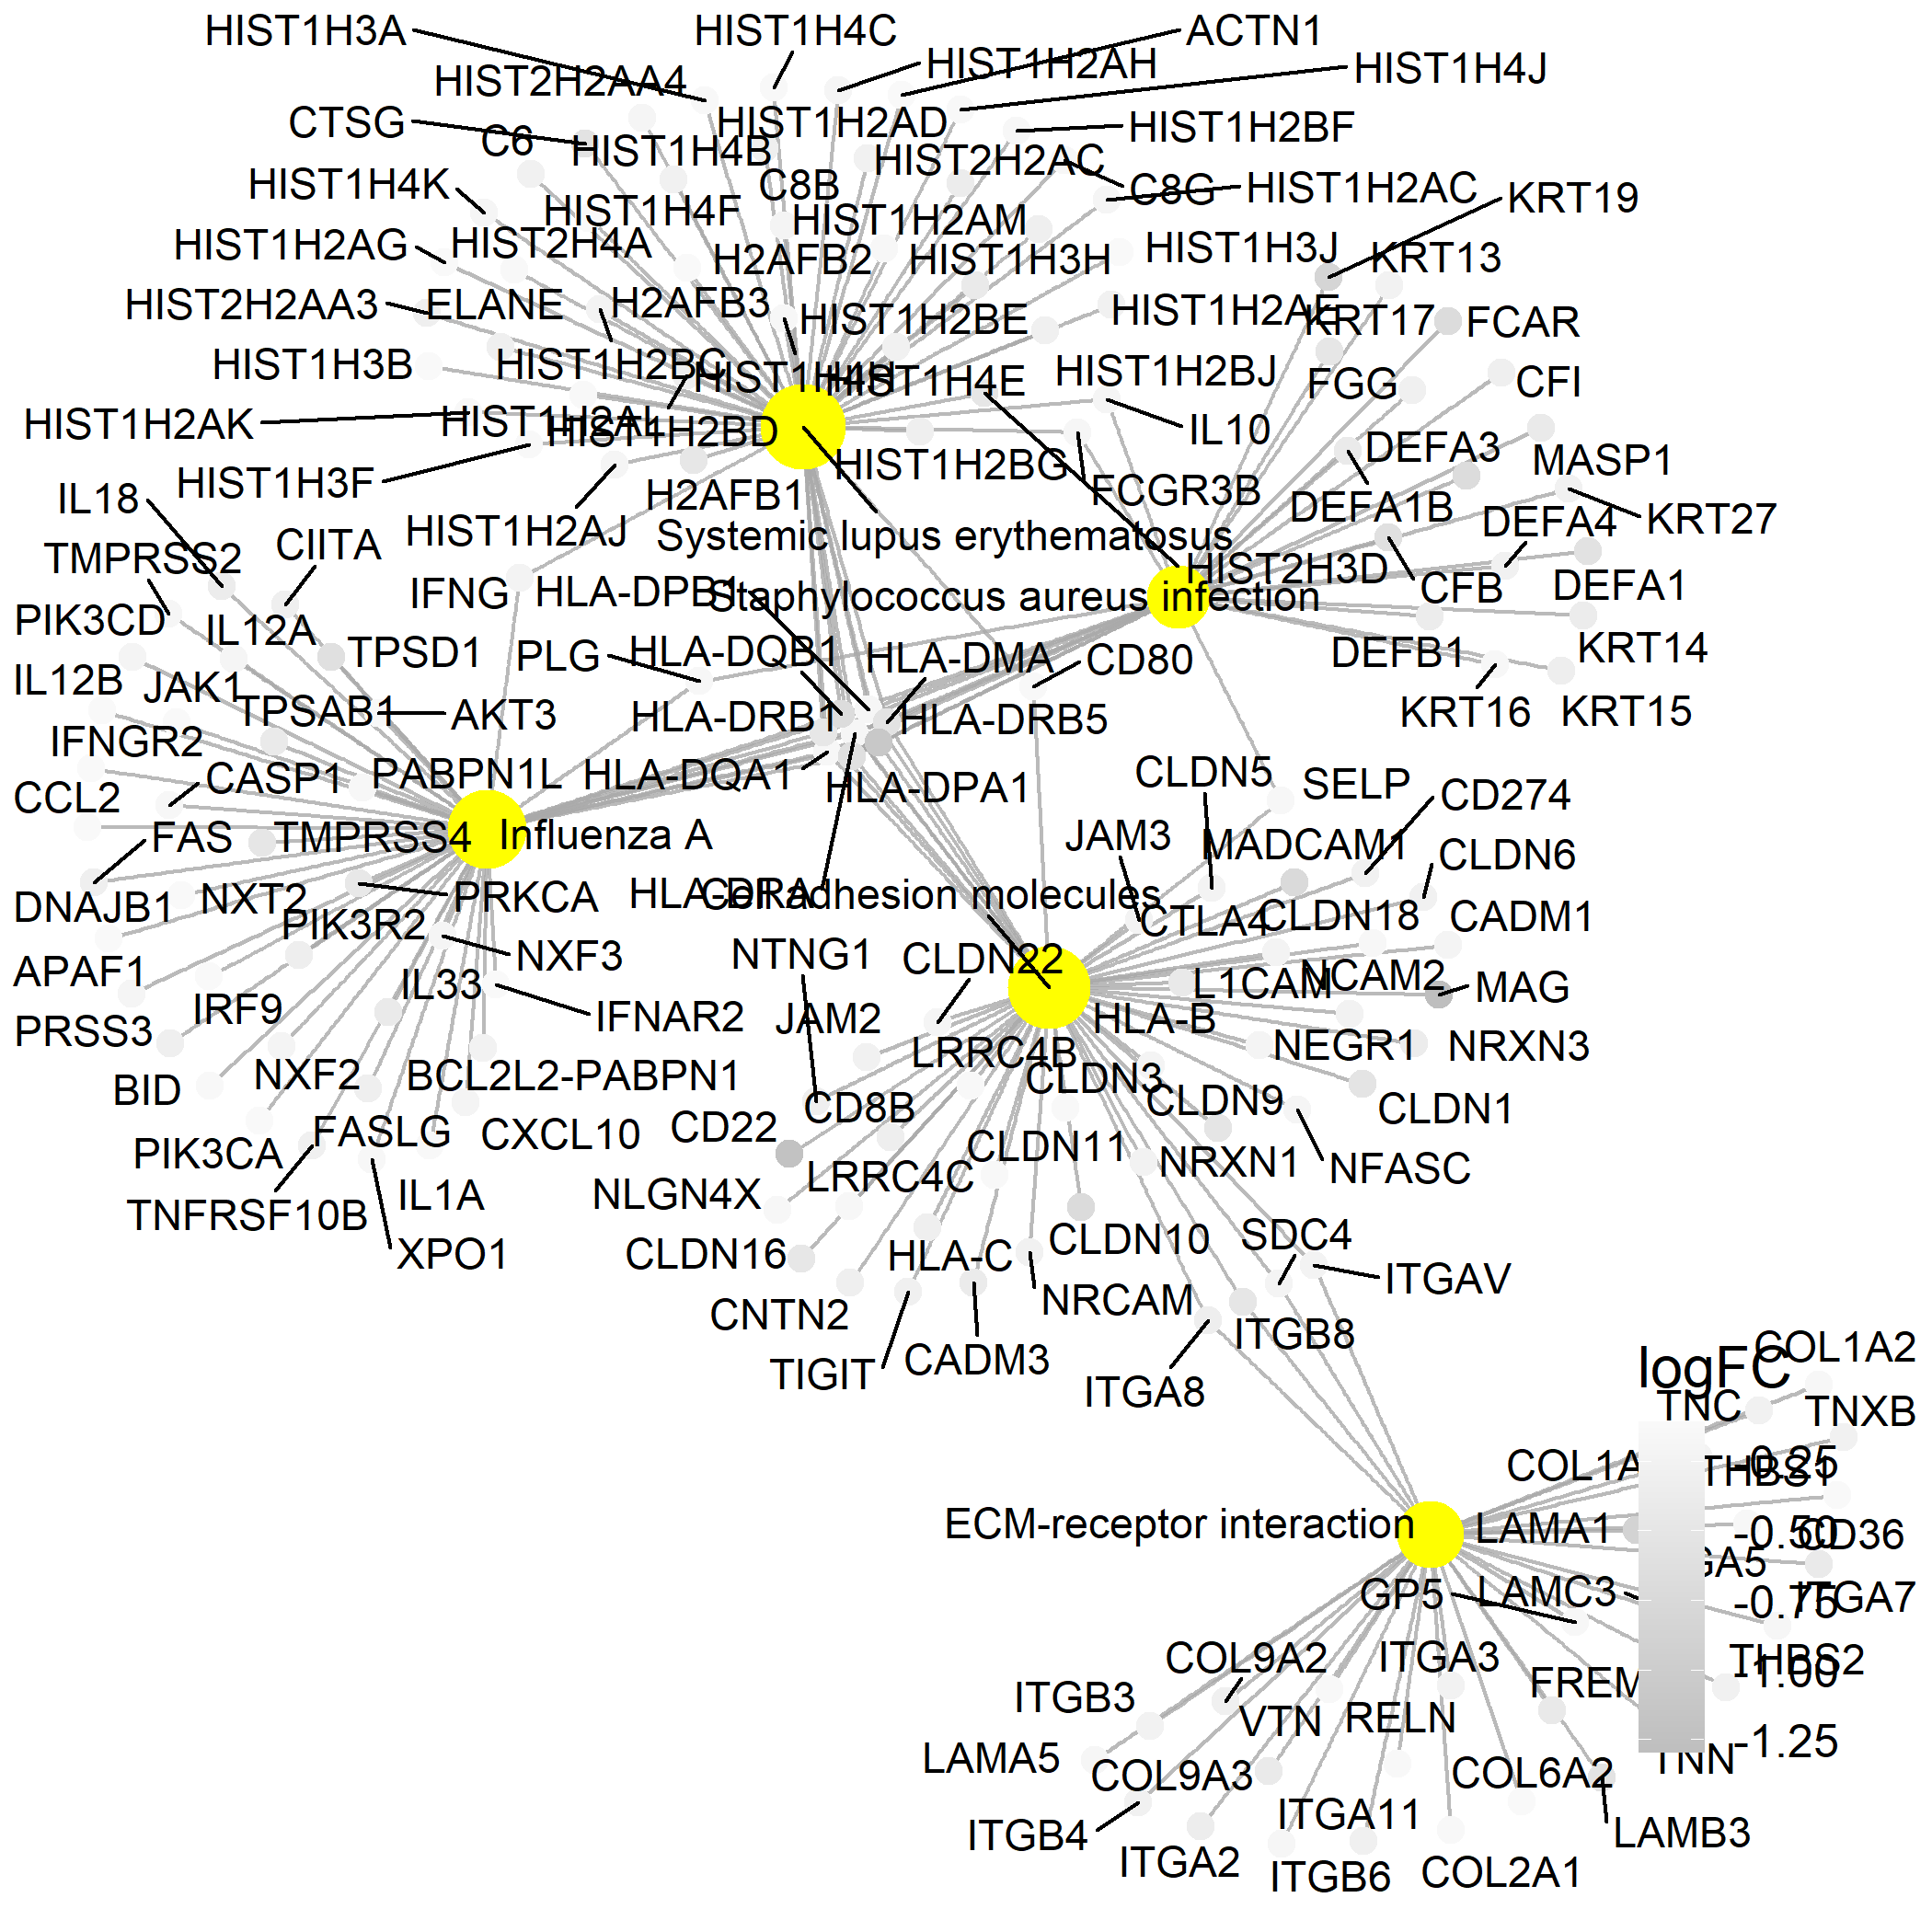 HIST1H3A
HIST1H4C
ACTN1
HIST2H2AA4
HIST1H2AH
HIST1H4J
CTSG
C6
HIST1H2AD
HIST1H2BF
HIST1H4B
HIST2H2AC
HIST1H4K
C8B
C8G
HIST1H2AC
KRT19
HIST1H4F
HIST1H2AM
HIST1H2AG
HIST2H4A
H2AFB2
HIST1H3H
HIST1H3J
KRT13
HIST2H2AA3
ELANE
H2AFB3
HIST1H2BE
HIST1H2AE
KRT17
FCAR
HIST1H3B
HIST1H2BC
HIST1H4H
HIST1H4E
HIST1H2BJ
FGG
CFI
HIST1H2AK
HIST1H2AL
HIST1H2BD
IL10
DEFA3
MASP1
HIST1H3F
HIST1H2BG
FCGR3B
IL18
H2AFB1
DEFA1B
DEFA4
KRT27
HIST1H2AJ
Systemic lupus erythematosus
TMPRSS2
CIITA
HIST2H3D
CFB
DEFA1
IFNG
HLA-DPB1
Staphylococcus aureus infection
PIK3CD
IL12A
TPSD1
PLG
HLA-DQB1
HLA-DMA
CD80
DEFB1
KRT14
IL12B
JAK1
TPSAB1
AKT3
HLA-DRB1
HLA-DRB5
KRT16
KRT15
IFNGR2
CASP1
PABPN1L
HLA-DQA1
HLA-DPA1
CLDN5
SELP
CD274
CCL2
FAS
TMPRSS4
Influenza A
JAM3
MADCAM1
CLDN6
DNAJB1
NXT2
PRKCA
HLA-DRA
Cell adhesion molecules
CTLA4
CLDN18
CADM1
PIK3R2
NXF3
NTNG1
CLDN22
APAF1
IL33
L1CAM
NCAM2
MAG
PRSS3
IRF9
IFNAR2
JAM2
HLA-B
NEGR1
NRXN3
BID
NXF2
BCL2L2-PABPN1
LRRC4B
CLDN3
CLDN9
CLDN1
PIK3CA
FASLG
CXCL10
CD22
CD8B
CLDN11
NRXN1
NFASC
TNFRSF10B
IL1A
NLGN4X
LRRC4C
XPO1
CLDN16
HLA-C
CLDN10
SDC4
ITGAV
CNTN2
NRCAM
ITGB8
TIGIT
CADM3
ITGA8
COL1A2
logFC
TNC
TNXB
COL1A
THBS1
-0.25
ECM-receptor interaction
LAMA1
-0.50
CD36
GA5
GP5
LAMC3
-0.75
ITGA7
COL9A2
ITGA3
FREM
THBS2
-1.00
ITGB3
VTN
RELN
-1.25
LAMA5
COL9A3
COL6A2
TNN
ITGB4
ITGA11
LAMB3
ITGA2
ITGB6
COL2A1